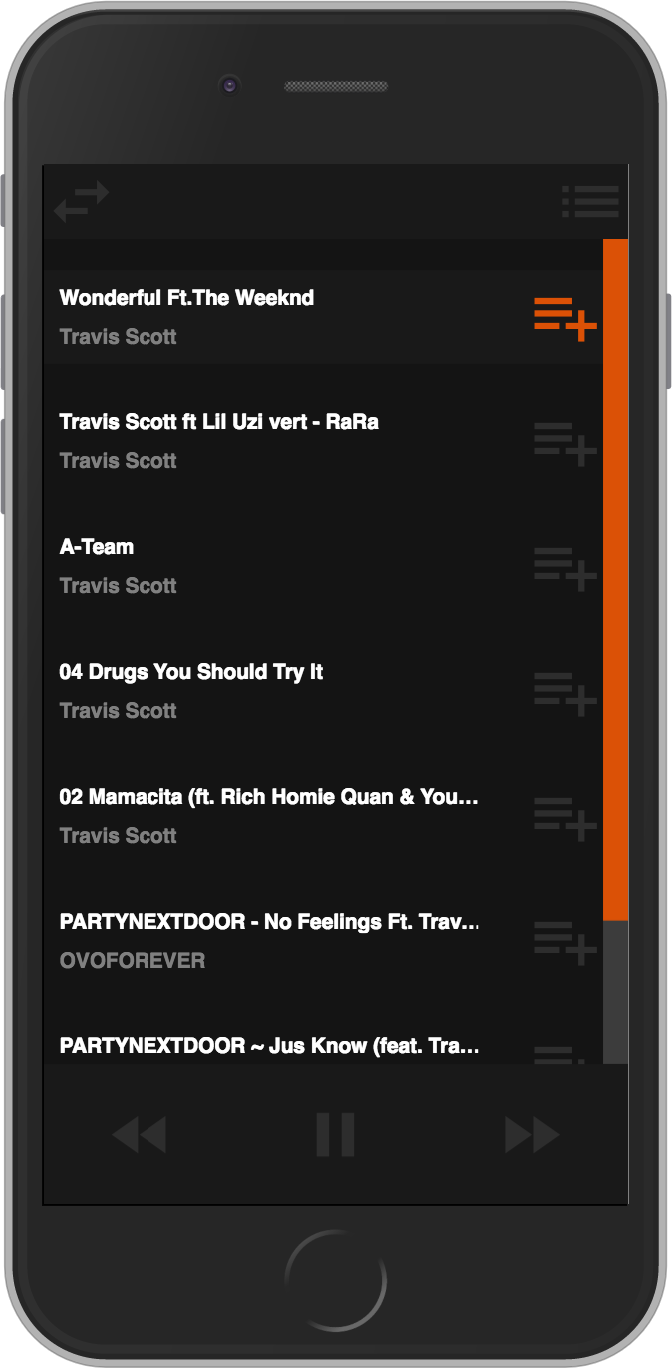 Wonderful Ft.The Weeknd
Travis Scott
Travis Scott ft Lil Uzi vert - RaRa
Travis Scott
A-Team
Travis Scott
04 Drugs You Should Try It
Travis Scott
02 Mamacita (ft. Rich Homie Quan & You...
Travis Scott
PARTYNEXTDOOR - No Feelings Ft. Trav...
OVOFOREVER
PARTYNEXTDOOR ~ Jus Know (feat. Tra...